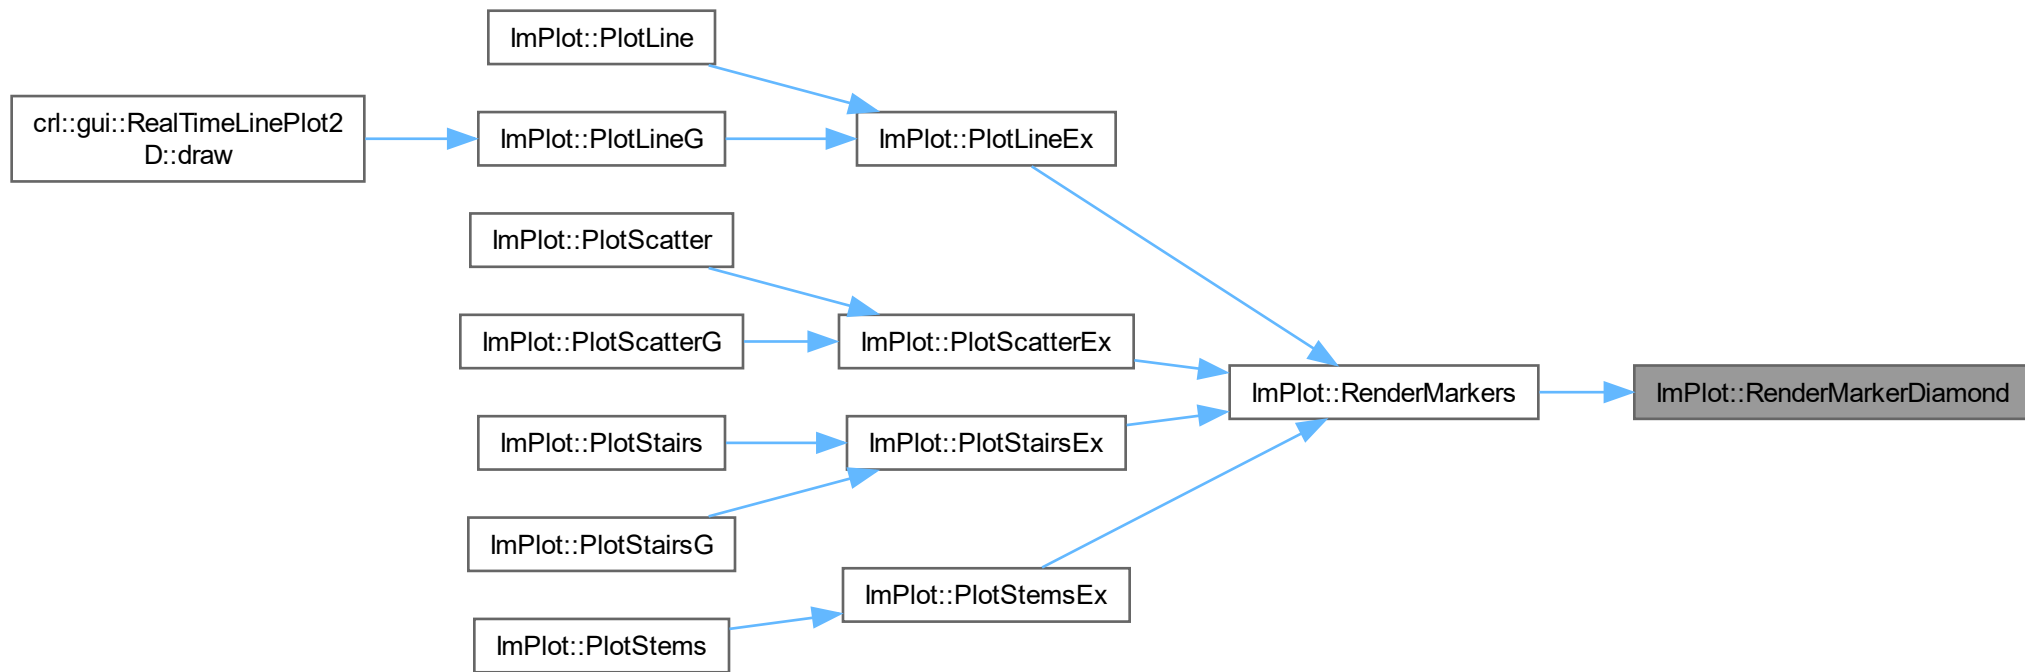 ImPlot::PlotLine
crl::gui::RealTimeLinePlot2
D::draw
ImPlot::PlotLineG
ImPlot::PlotLineEx
ImPlot::PlotScatter
ImPlot::PlotScatterG
ImPlot::PlotScatterEx
ImPlot::RenderMarkers
ImPlot::RenderMarkerDiamond
ImPlot::PlotStairs
ImPlot::PlotStairsEx
ImPlot::PlotStairsG
ImPlot::PlotStemsEx
ImPlot::PlotStems